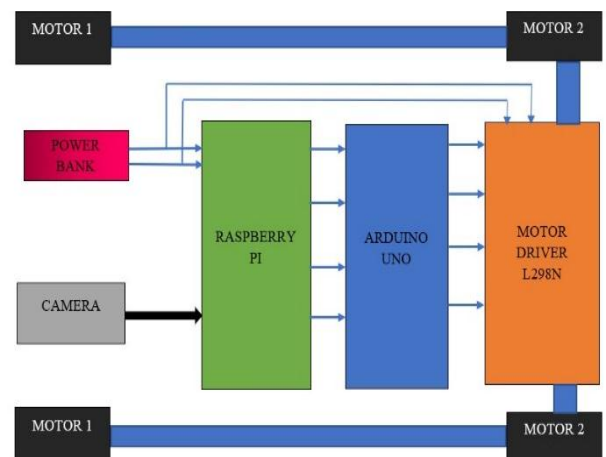 MOTOR 1
MOTOR 2
POWER
BANK
RASPBERRY
PI
ARDUINO
UNO
MOTOR
DRIVER
L298N
CAMERA
MOTOR 1
MOTOR 2